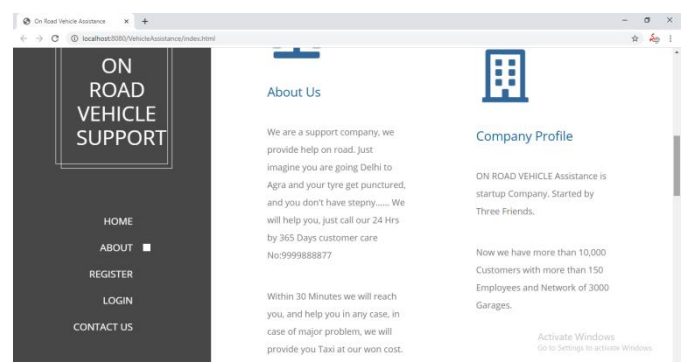 On Road Vehicle Assistance
localhost:8080/VehicleAssistance/index.html
ON
ROAD
VEHICLE
SUPPORT
HOME
ABOUT
REGISTER
LOGIN
CONTACT US
About Us
We are a support company, we
provide help on road. Just
imagine you are going Delhi to
Agra and your tyre get punctured,
and you don't have stepny...... We
will help you, just call our 24 Hrs
by 365 Days customer care
No:9999888877
Within 30 Minutes we will reach
you, and help you in any case, in
case of major problem, we will
provide you Taxi at our won cost.
Company Profile
ON ROAD VEHICLE Assistance is
startup Company. Started by
Three Friends.
Now we have more than 10,000
Customers with more than 150
Employees and Network of 3000
Garages.
Activate Windows
Go to Settings to activate Windows.